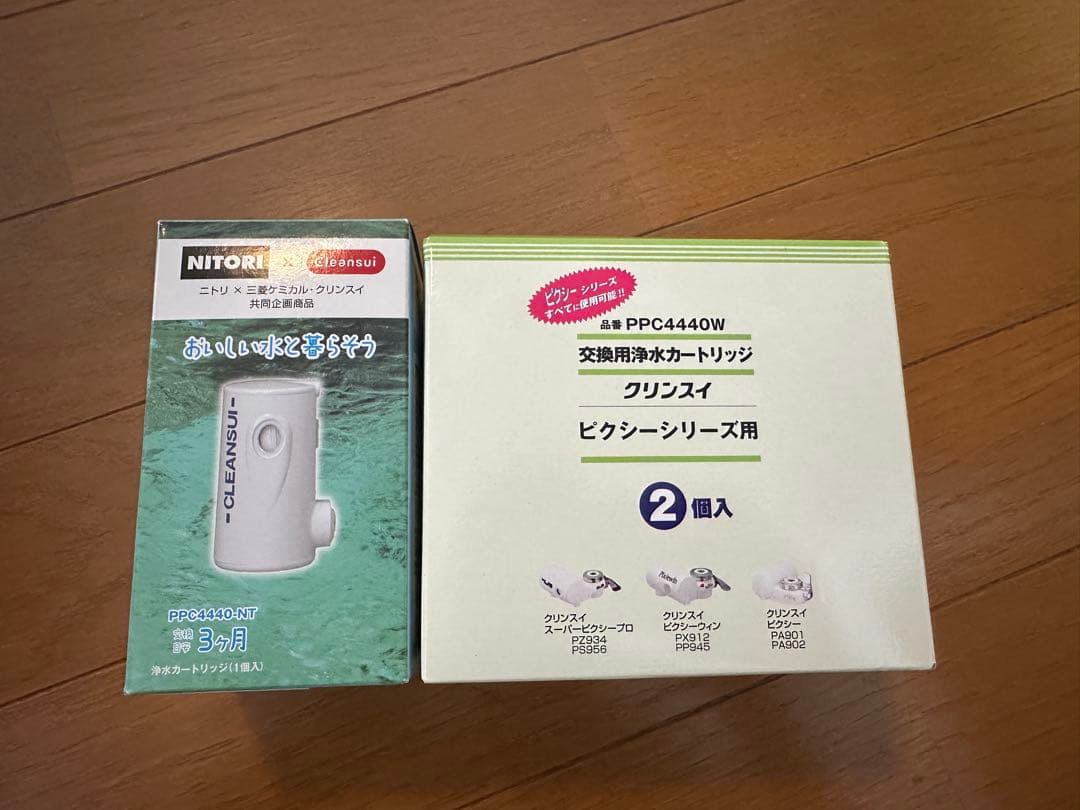 NITORI × Cleansui
ニトリ × 三菱ケミカル・クリンスイ
共同企画商品
おいしい水と暮らそう
-CLEANSUI-
PPC4440-NT
交換
目安 3ヶ月
浄水カートリッジ(1個入)
ピクシーシリーズ
すべてに使用可能!!
品番 PPC4440W
交換用浄水カートリッジ
クリンスイ
ピクシーシリーズ用
2個入
クリンスイ
スーパーピクシープロ
PZ934
PS956
クリンスイ
ピクシーウィン
PX912
PP945
クリンスイ
ピクシー
PA901
PA902